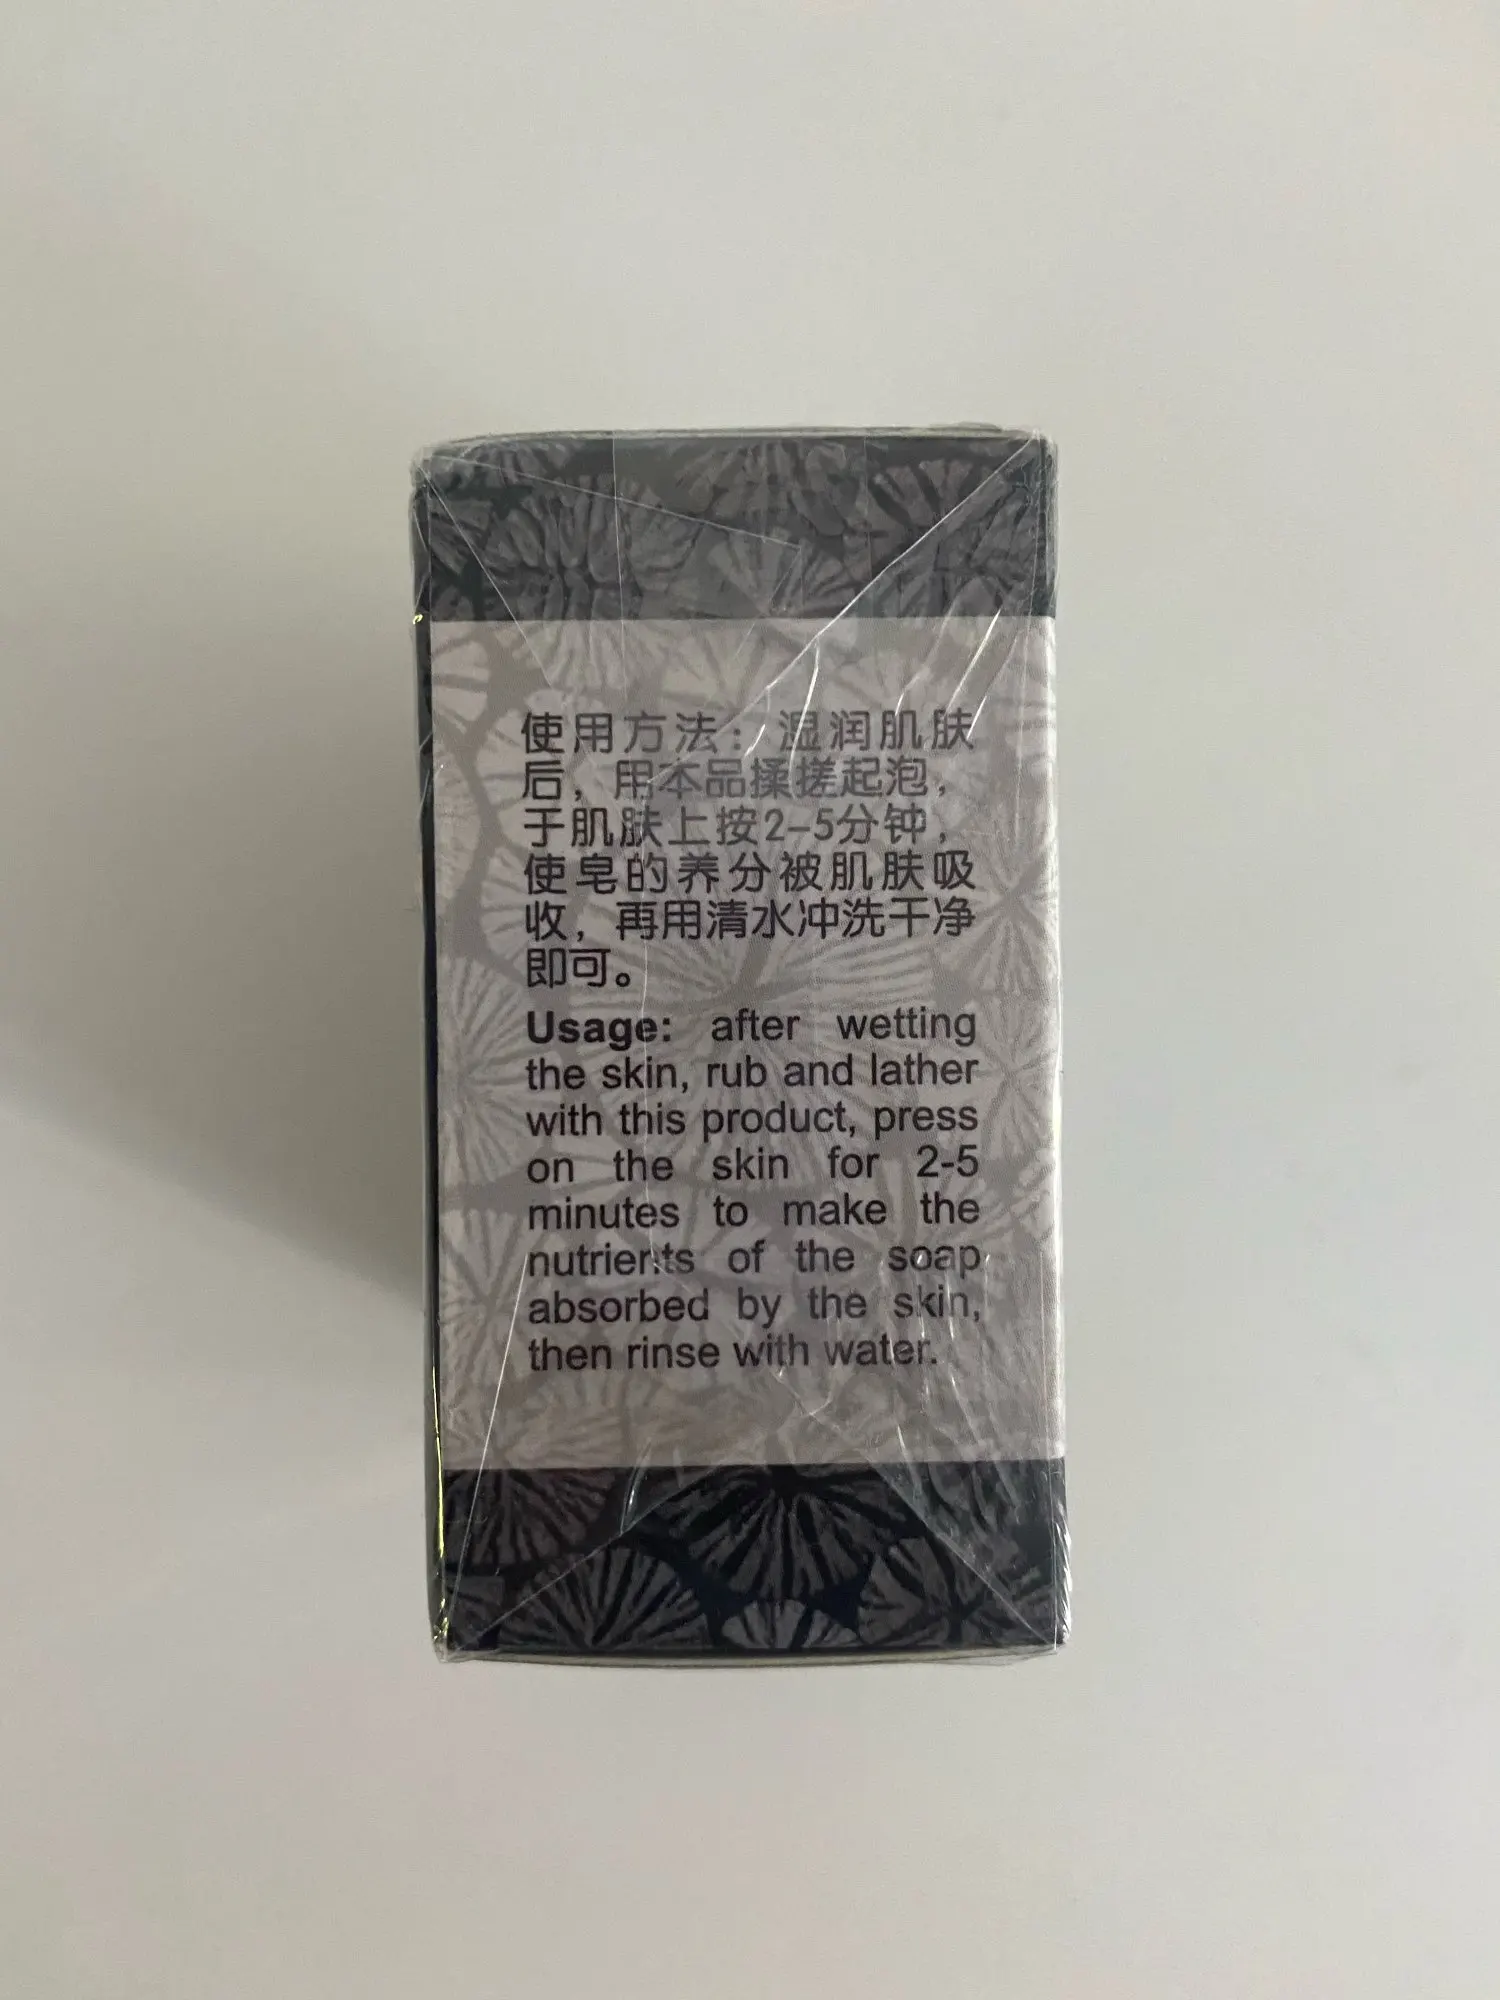 使用方法：湿润肌肤
后，用本品揉搓起泡，
于肌肤上按2-5分钟，
使皂的养分被肌肤吸
收，再用清水冲洗干净
即可。
Usage: after wetting
the skin, rub and lather
with this product, press
on the skin for 2-5
minutes to make the
nutrients of the soap
absorbed by the skin,
then rinse with water.